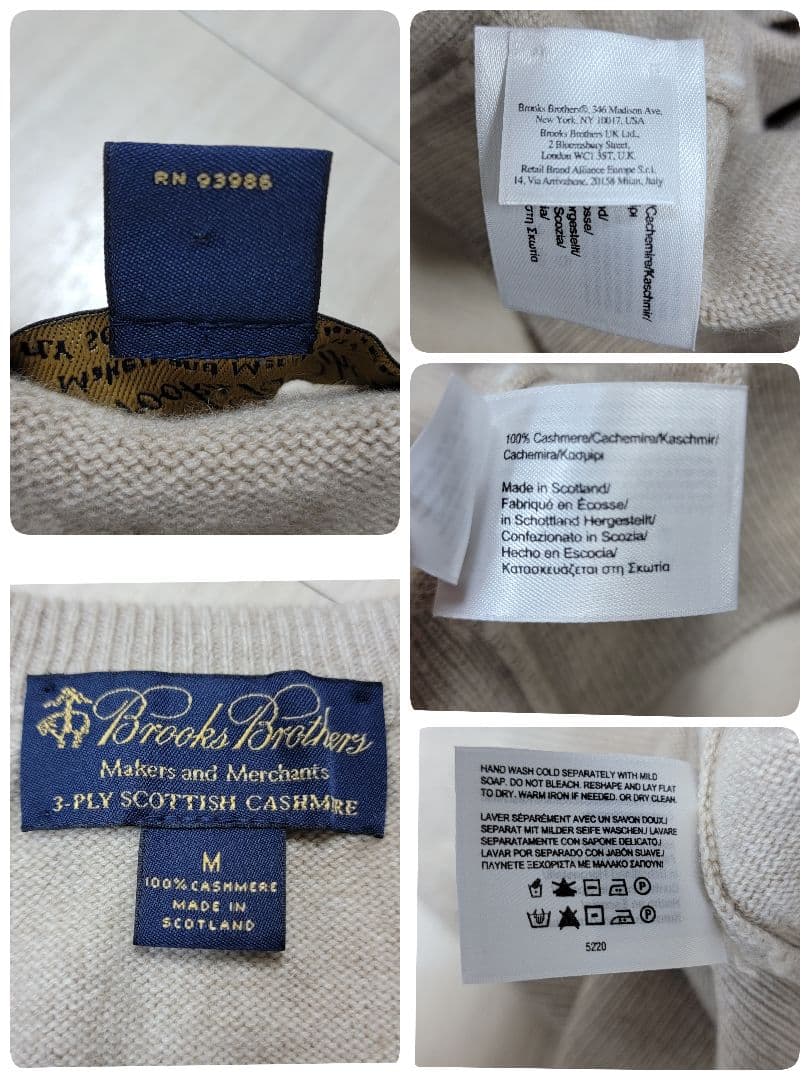 RN 93986
Brooks Brothers®, 346 Madison Ave,
New York, NY 10017, USA
Brooks Brothers UK Ltd.,
2 Bloomsbury Street,
London WC1 3ST, U.K.
Retail Brand Alliance Europe S.r.l.
14, Via Arrivabene, 20158 Milan, Italy
Cachemire/Kaschmir/
100% Cashmere/Cachemire/Kaschmir/
Cachemira/Κασμιρι
Made in Scotland/
Fabriqué en Écosse/
in Schottland Hergestellt/
Confezionato in Scozia/
Hecho en Escocia/
Κατασκευάζεται στη Σκωτία
Brooks Brothers
Makers and Merchants
3-PLY SCOTTISH CASHMERE
M
100% CASHMERE
MADE IN
SCOTLAND
HAND WASH COLD SEPARATELY WITH MILD
SOAP. DO NOT BLEACH. RESHAPE AND LAY FLAT
TO DRY. WARM IRON IF NEEDED. OR DRY CLEAN.
LAVER SÉPARÉMENT AVEC UN SAVON DOUX./
SEPARAT MIT MILDER SEIFE WASCHEN./ LAVARE
SEPARATAMENTE CON SAPONE DELICATO./
LAVAR POR SEPARADO CON JABÓN SUAVE./
ΠΛΥΝΕΤΕ ΞΕΧΩΡΙΣΤΑ ΜΕ ΜΑΛΑΚΟ ΣΑΠΟΥΝΙ
P
P
5220